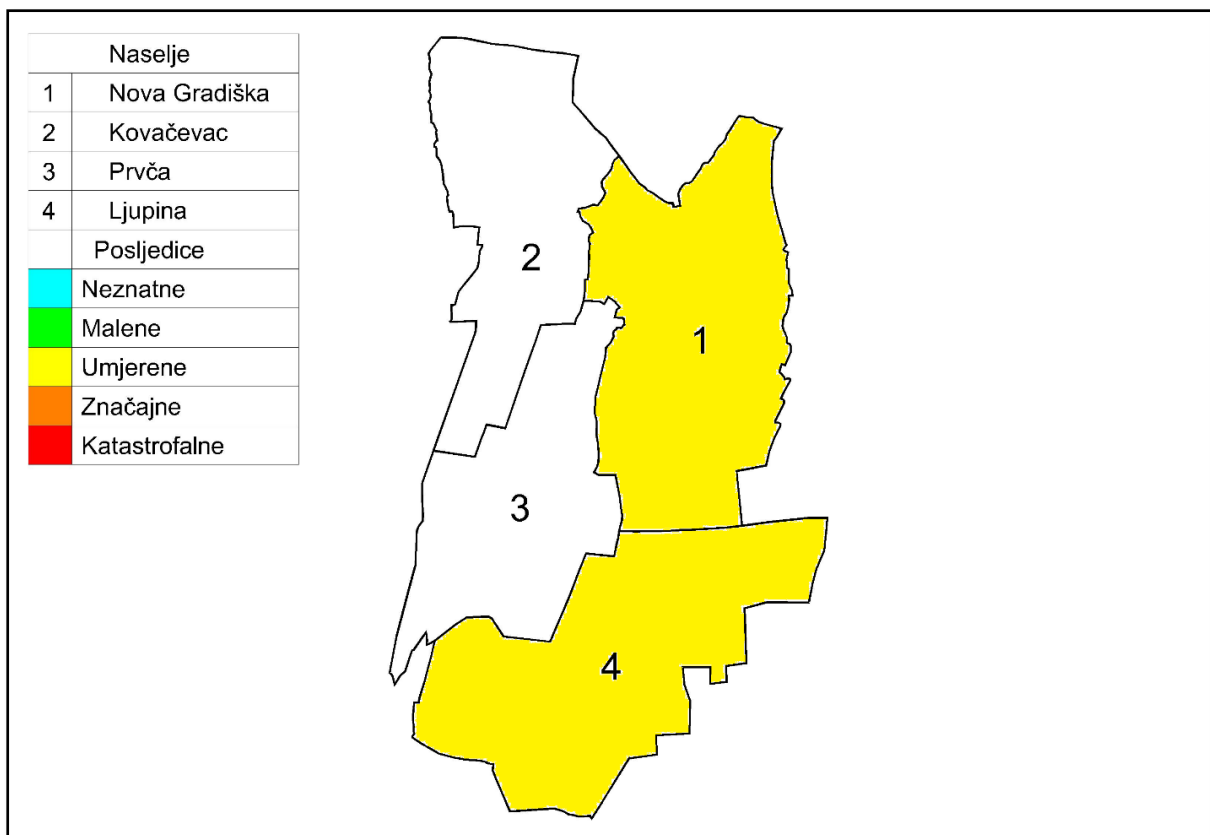 Naselje
1 Nova Gradiška
2 Kovačevac
3 Prvča
4 Ljupina
Posljedice
Neznatne
Malene
Umjerene
Značajne
Katastrofalne
2
1
3
4